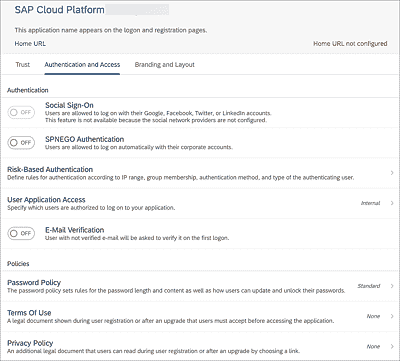 SAP Cloud Platform
This application name appears on the logon and registration pages.
Home URL Home URL not configured
Trust Authentication and Access Branding and Layout
Authentication
OFF Social Sign-On
Users are allowed to log on with their Google, Facebook, Twitter, or LinkedIn accounts.
This feature is not available because the social network providers are not configured.
OFF SPNEGO Authentication
Users are allowed to log on automatically with their corporate accounts.
Risk-Based Authentication
Define rules for authentication according to IP range, group membership, authentication method, and type of the authenticating user.
User Application Access Internal
Specify which users are authorized to log on to your application.
OFF E-Mail Verification
User with not verified e-mail will be asked to verify it on the first logon.
Policies
Password Policy Standard
The password policy sets rules for the password length and content as well as how users can update and unlock their passwords.
Terms Of Use None
A legal document shown during user registration or after an upgrade that users must accept before accessing the application.
Privacy Policy None
An additional legal document that users can read during user registration or after an upgrade by choosing a link.